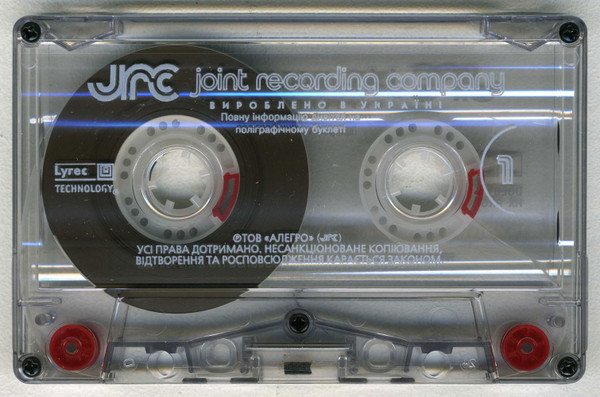 JRC joint recording company
ВИРОБЛЕНО В УКРАЇНІ
Повну інформацію на
поліграфічному буклеті
Lyrec
TECHNOLOGY
1
℗ТОВ «АЛЕГРО» (JRC)
УСІ ПРАВА ДОТРИМАНО. НЕСАНКЦІОНОВАНЕ КОПІЮВАННЯ,
ВІДТВОРЕННЯ ТА РОСПОВСЮДЖЕННЯ КАРАЄТЬСЯ ЗАКОНОМ